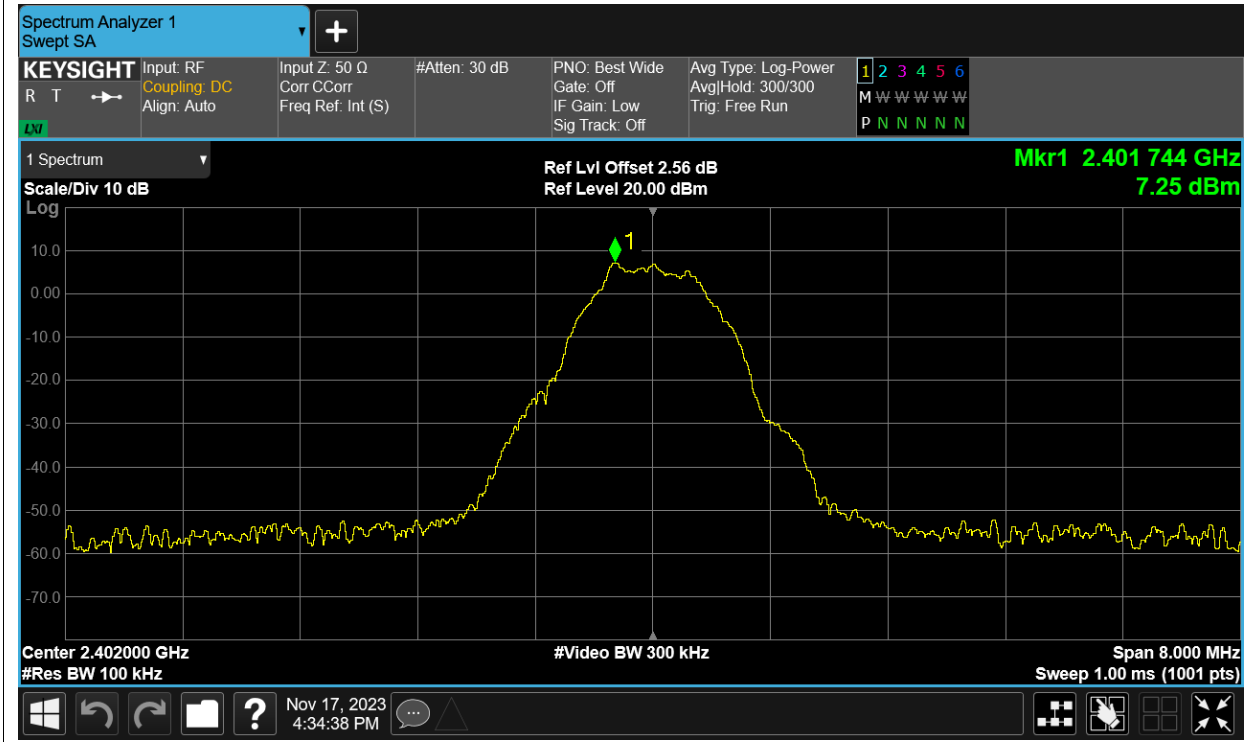 Spectrum Analyzer 1
Swept SA
+
KEYSIGHT
R T
LXI
Input: RF
Coupling: DC
Align: Auto
Input Z: 50 Ω
Corr CCorr
Freq Ref: Int (S)
#Atten: 30 dB
PNO: Best Wide
Gate: Off
IF Gain: Low
Sig Track: Off
Avg Type: Log-Power
Avg|Hold: 300/300
Trig: Free Run
1 2 3 4 5 6
M W W W W W
P N N N N N
1 Spectrum
Scale/Div 10 dB
Log
Ref Lvl Offset 2.56 dB
Ref Level 20.00 dBm
Mkr1 2.401 744 GHz
7.25 dBm
1
10.0
0.00
-10.0
-20.0
-30.0
-40.0
-50.0
-60.0
-70.0
Center 2.402000 GHz
#Res BW 100 kHz
#Video BW 300 kHz
Span 8.000 MHz
Sweep 1.00 ms (1001 pts)
?
Nov 17, 2023
4:34:38 PM